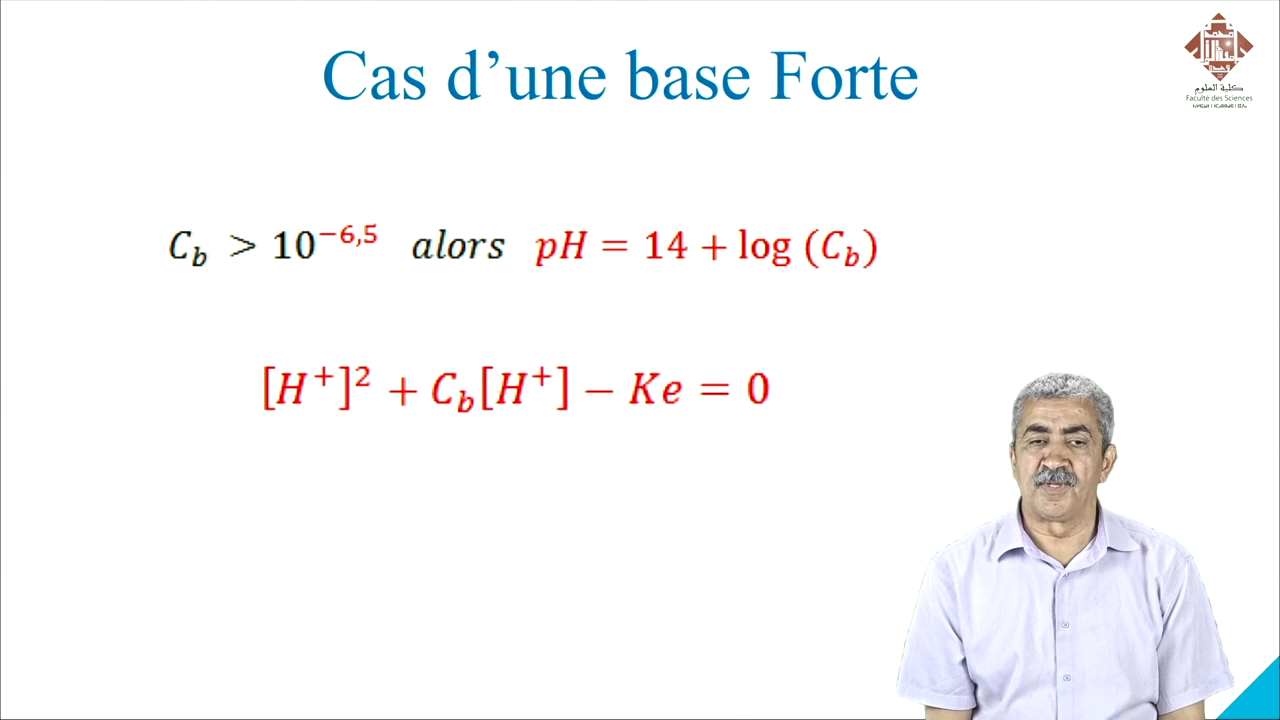 Cas d’une base Forte
كلية العلوم
Faculté des Sciences
C_b > 10^{−6,5} alors pH = 14 + log (C_b)
[H^+]^2 + C_b[H^+] − Ke = 0